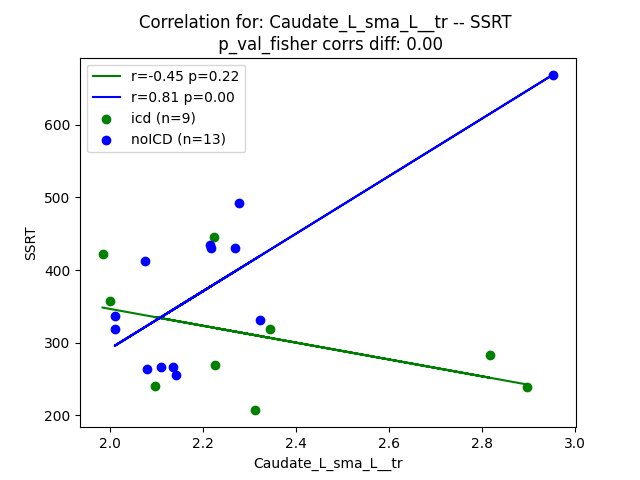 Correlation for: Caudate_L_sma_L__tr -- SSRT
p_val_fisher corrs diff: 0.00
r=-0.45 p=0.22
r=0.81 p=0.00
icd (n=9)
noICD (n=13)
600
500
400
300
200
SSRT
2.0 2.2 2.4 2.6 2.8 3.0
Caudate_L_sma_L__tr